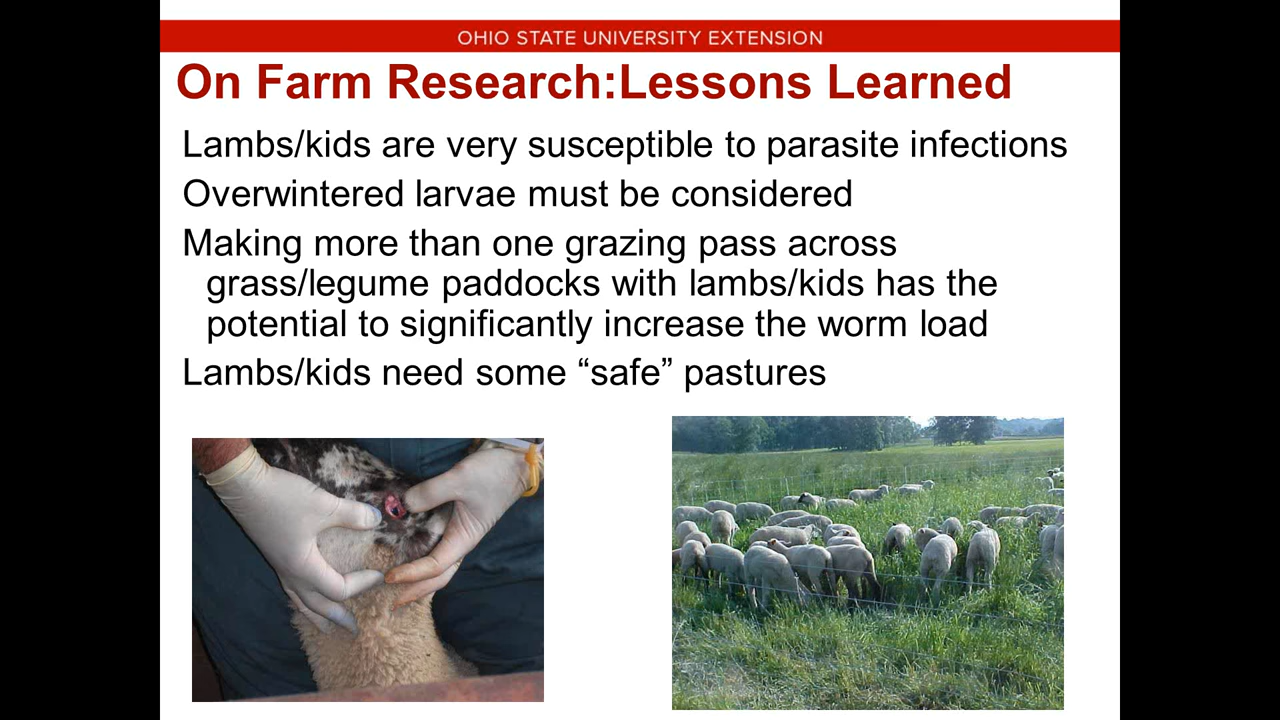 OHIO STATE UNIVERSITY EXTENSION
On Farm Research:Lessons Learned
Lambs/kids are very susceptible to parasite infections
Overwintered larvae must be considered
Making more than one grazing pass across
grass/legume paddocks with lambs/kids has the
potential to significantly increase the worm load
Lambs/kids need some “safe” pastures